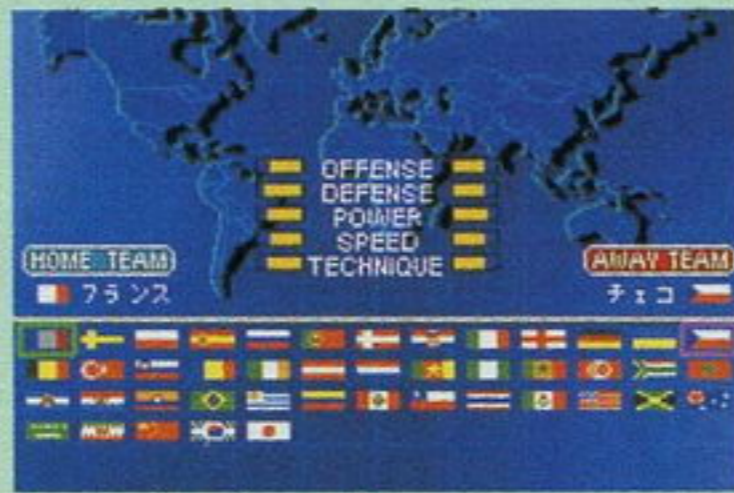 OFFENSE
DEFENSE
POWER
SPEED
TECHNIQUE
HOME TEAM
AWAY TEAM
フランス
チェコ